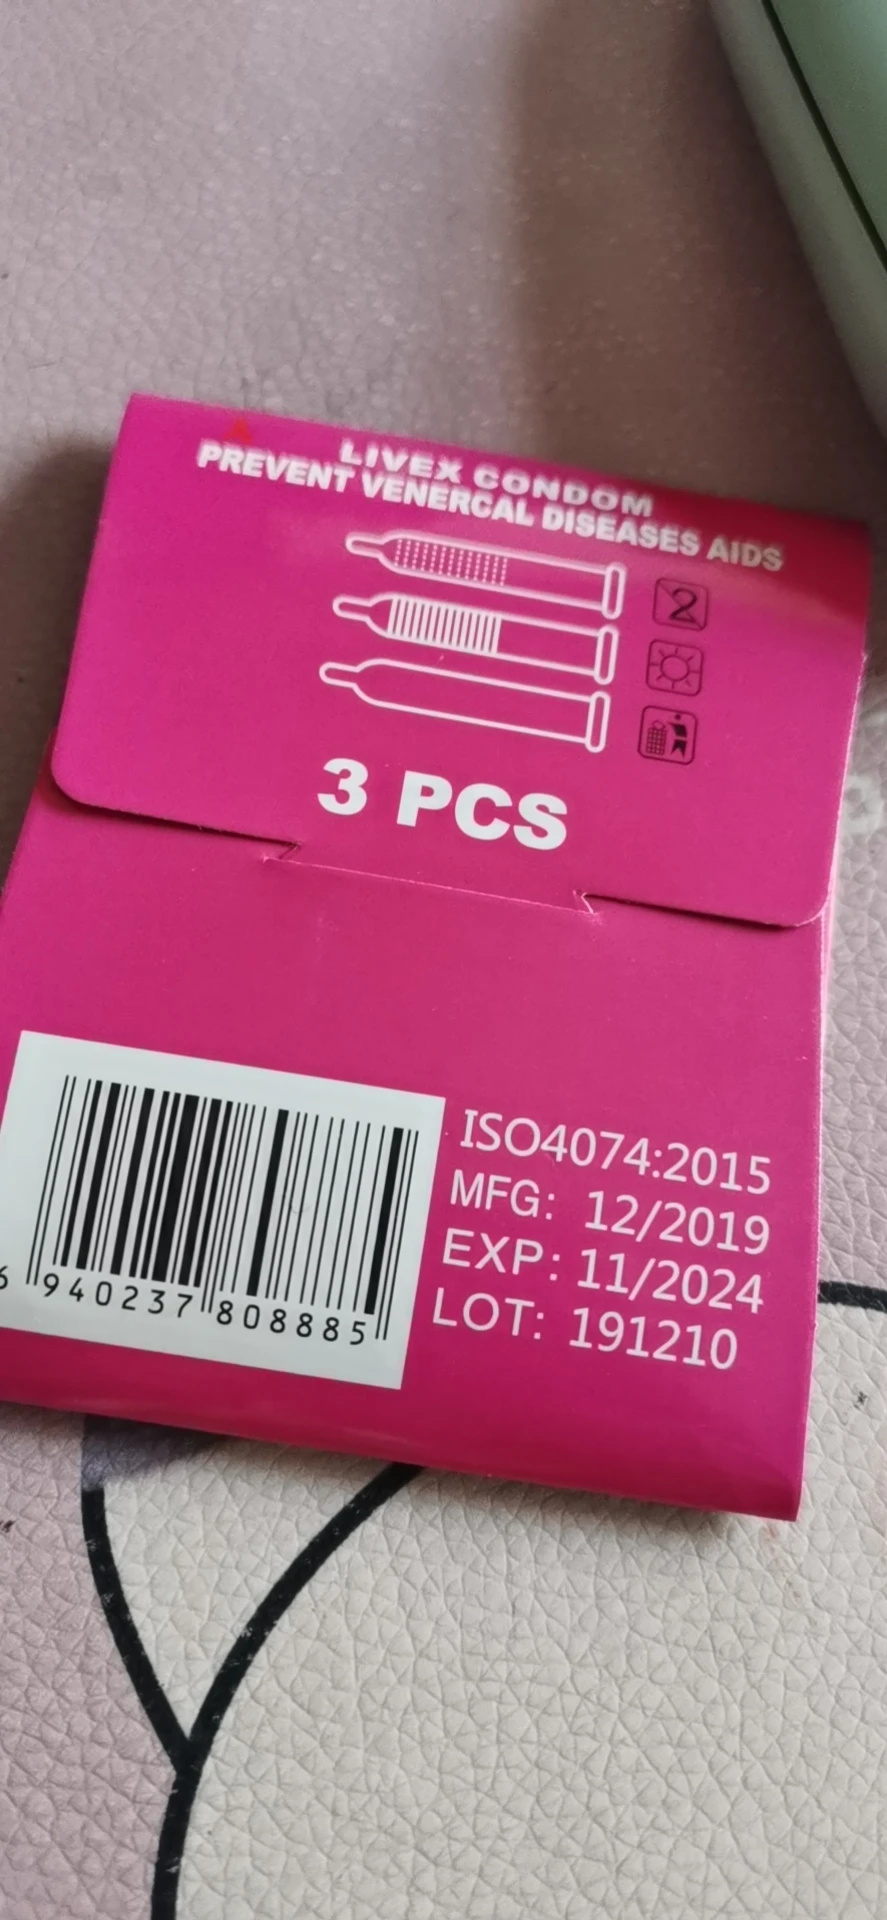 LIVEX CONDOM
PREVENT VENERCAL DISEASES AIDS
2
3 PCS
ISO4074:2015
MFG: 12/2019
EXP: 11/2024
LOT: 191210
6 940237 808885